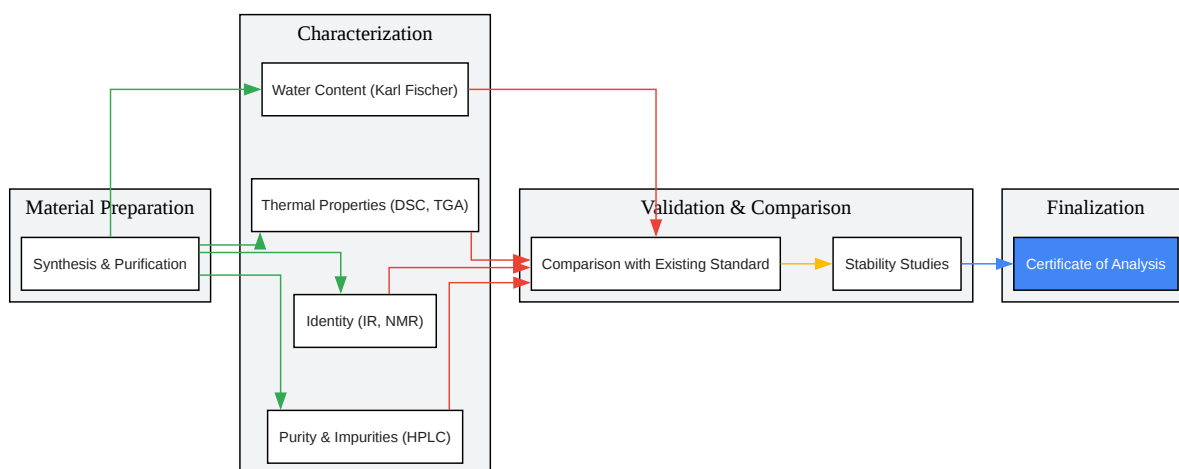 Characterization
Water Content (Karl Fischer)
Material Preparation
Thermal Properties (DSC, TGA)
Validation & Comparison
Finalization
Synthesis & Purification
Comparison with Existing Standard
Stability Studies
Certificate of Analysis
Identity (IR, NMR)
Purity & Impurities (HPLC)